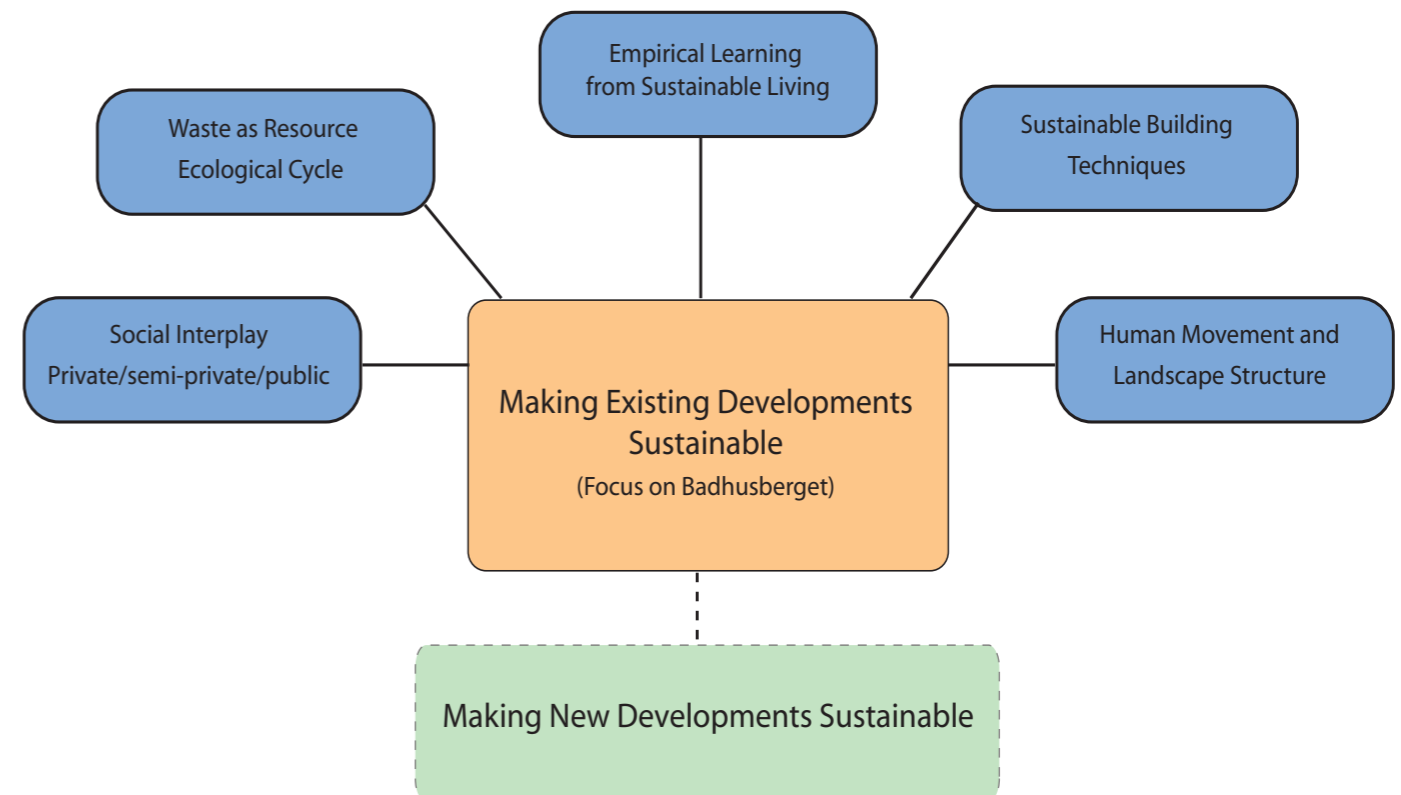 Empirical Learning
from Sustainable Living
Waste as Resource
Ecological Cycle
Sustainable Building
Techniques
Social Interplay
Private/semi-private/public
Human Movement and
Landscape Structure
Making Existing Developments
Sustainable
(Focus on Badhusberget)
Making New Developments Sustainable